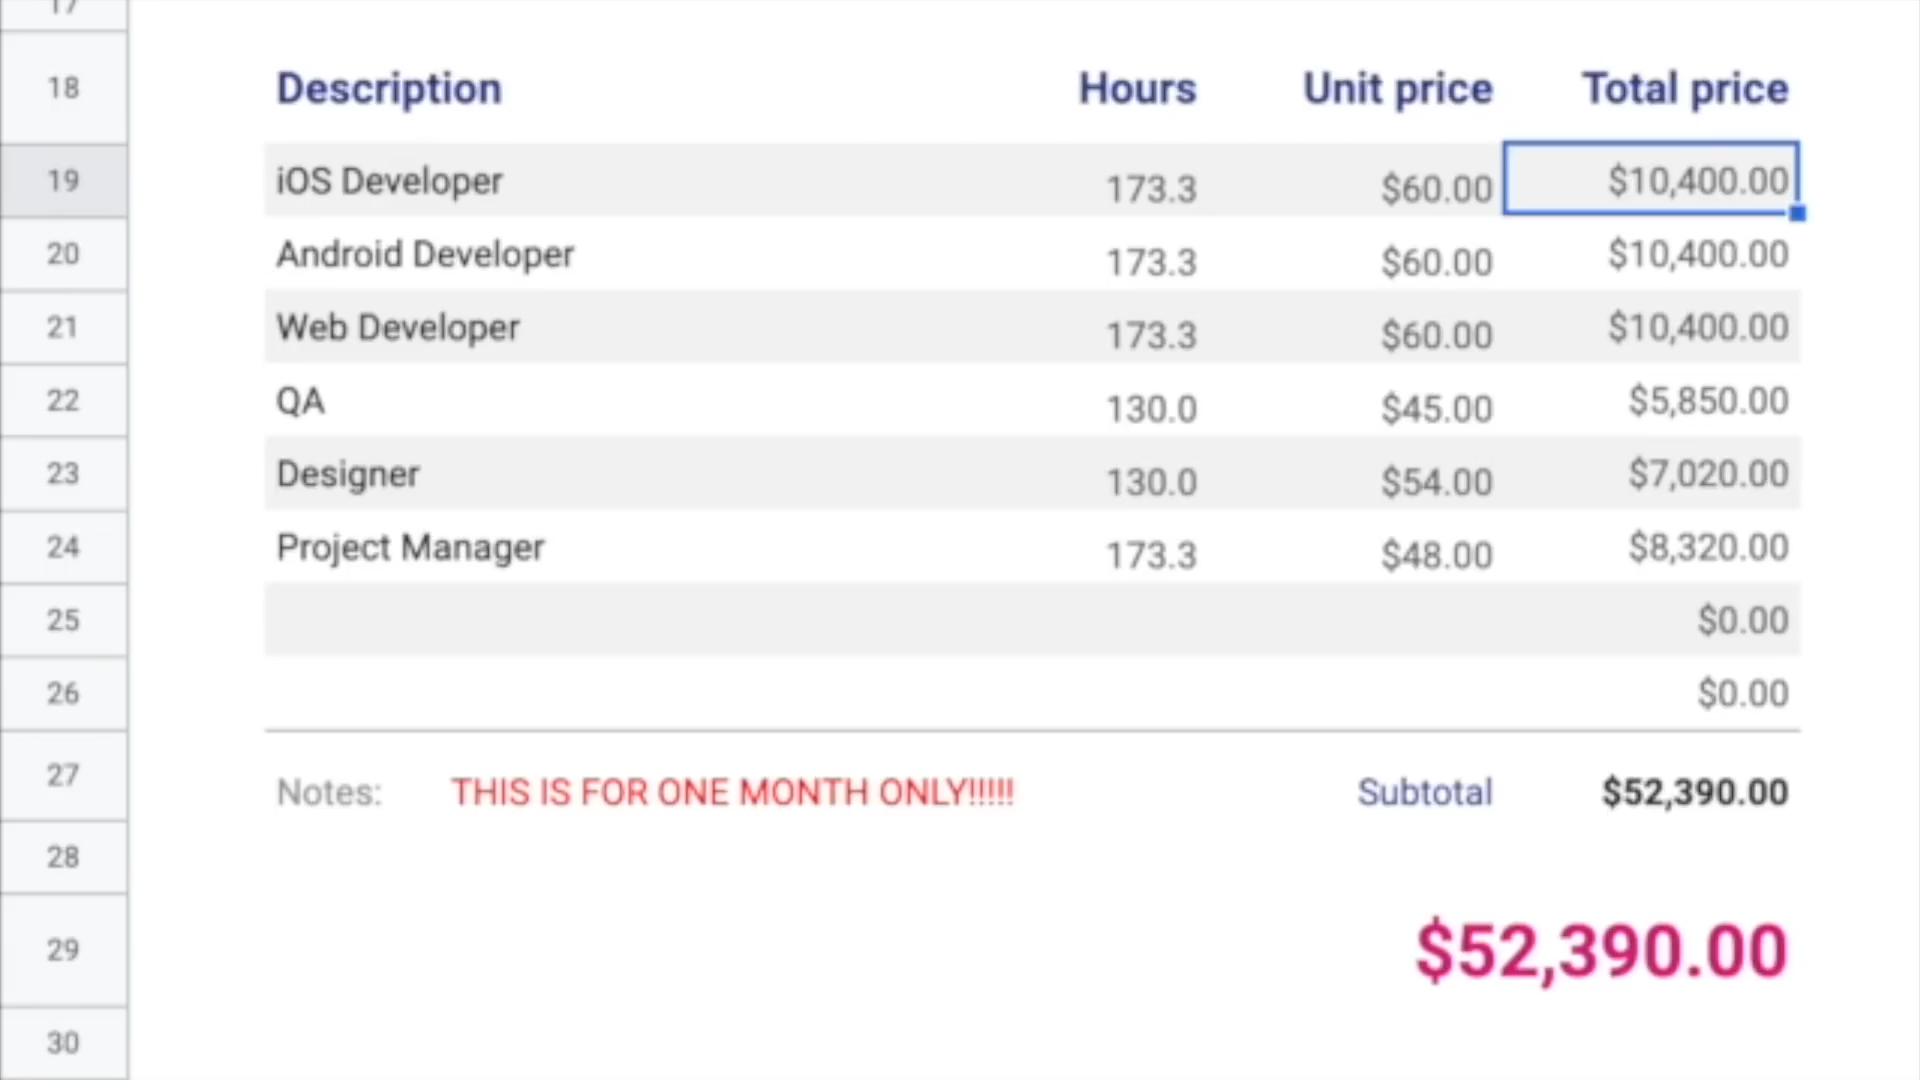 17
18 Description Hours Unit price Total price
19 iOS Developer 173.3 $60.00 $10,400.00
20 Android Developer 173.3 $60.00 $10,400.00
21 Web Developer 173.3 $60.00 $10,400.00
22 QA 130.0 $45.00 $5,850.00
23 Designer 130.0 $54.00 $7,020.00
24 Project Manager 173.3 $48.00 $8,320.00
25 $0.00
26 $0.00
27 Notes: THIS IS FOR ONE MONTH ONLY!!!!! Subtotal $52,390.00
28
29 $52,390.00
30